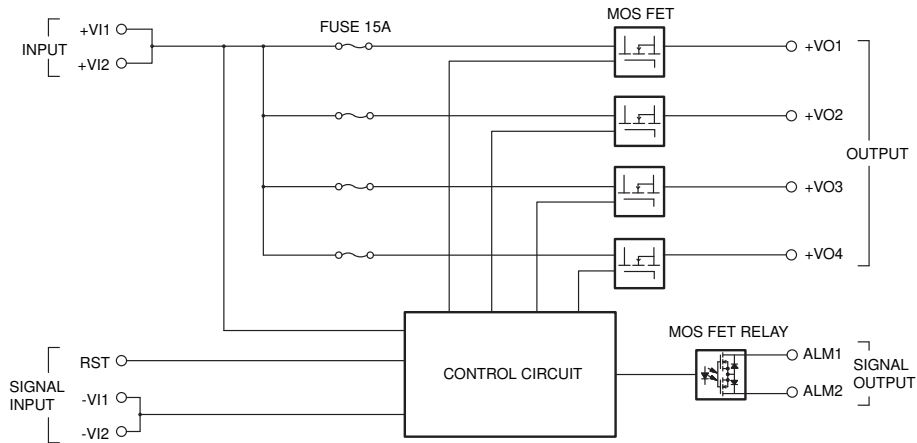 +VI1
INPUT
+VI2
FUSE 15A
MOS FET
+VO1
+VO2
OUTPUT
+VO3
+VO4
RST
SIGNAL
INPUT
-VI1
-VI2
CONTROL CIRCUIT
MOS FET RELAY
ALM1
ALM2
SIGNAL
OUTPUT